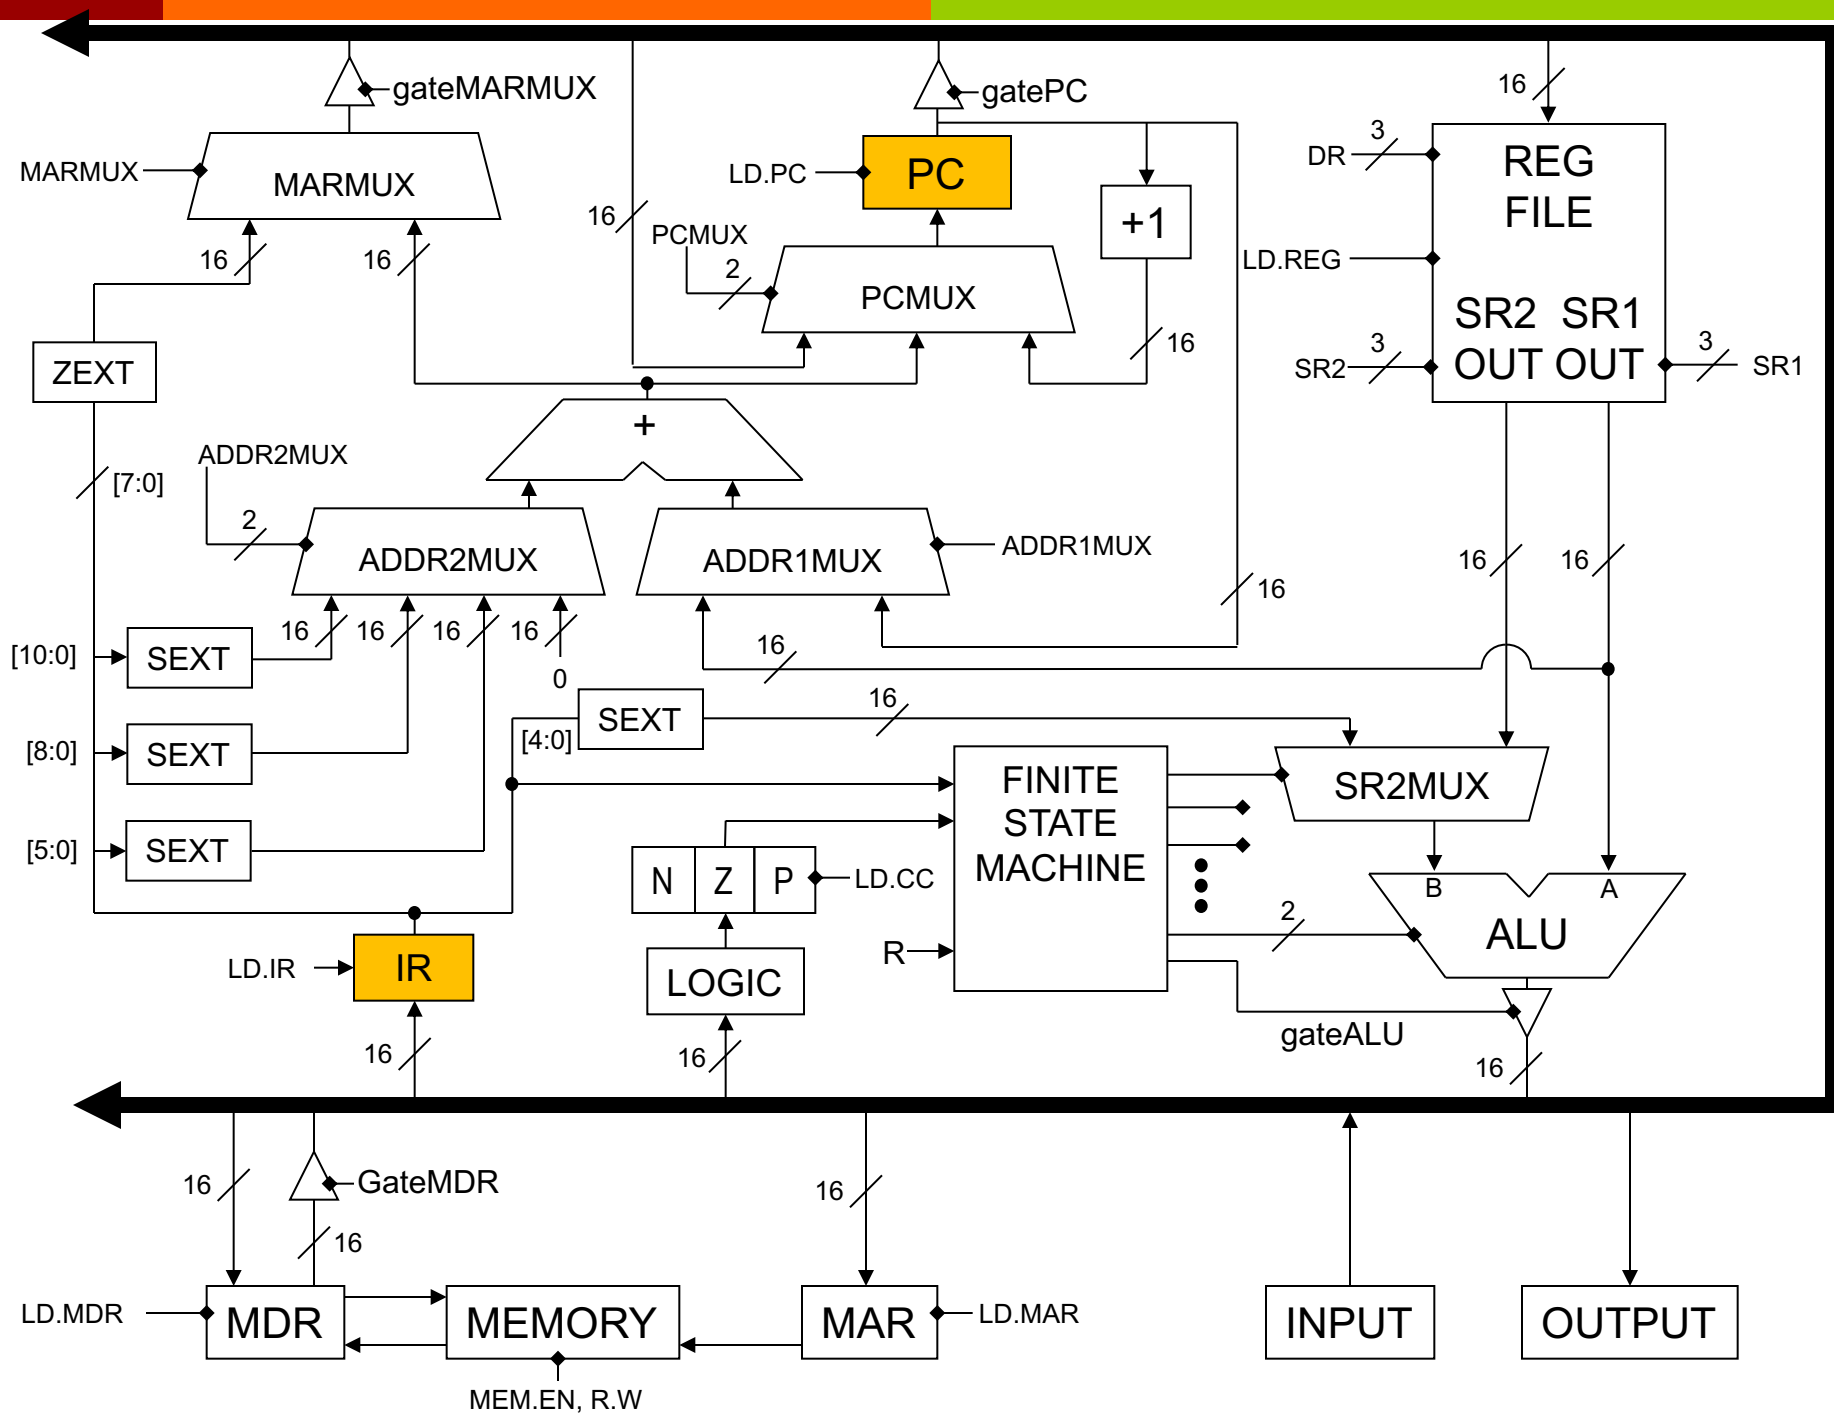 gateMARMUX
gatePC
16
3
DR
REG
FILE
MARMUX
MARMUX
LD.PC
PC
+1
16
PCMUX
2
PCMUX
16
16
LD.REG
ZEXT
16
SR2 SR1
OUT OUT
3
SR2
3
SR1
+
ADDR2MUX
[7:0]
2
ADDR2MUX
ADDR1MUX
ADDR1MUX
16
16
16
16
16
16
16
[10:0]
SEXT
0
16
[8:0]
SEXT
SEXT
[4:0]
16
FINITE
STATE
MACHINE
SR2MUX
[5:0]
SEXT
N
Z
P
LD.CC
B
A
ALU
2
LD.IR
IR
LOGIC
R
gateALU
16
16
16
16
GateMDR
16
16
LD.MDR
MDR
MEMORY
MAR
LD.MAR
INPUT
OUTPUT
MEM.EN, R.W